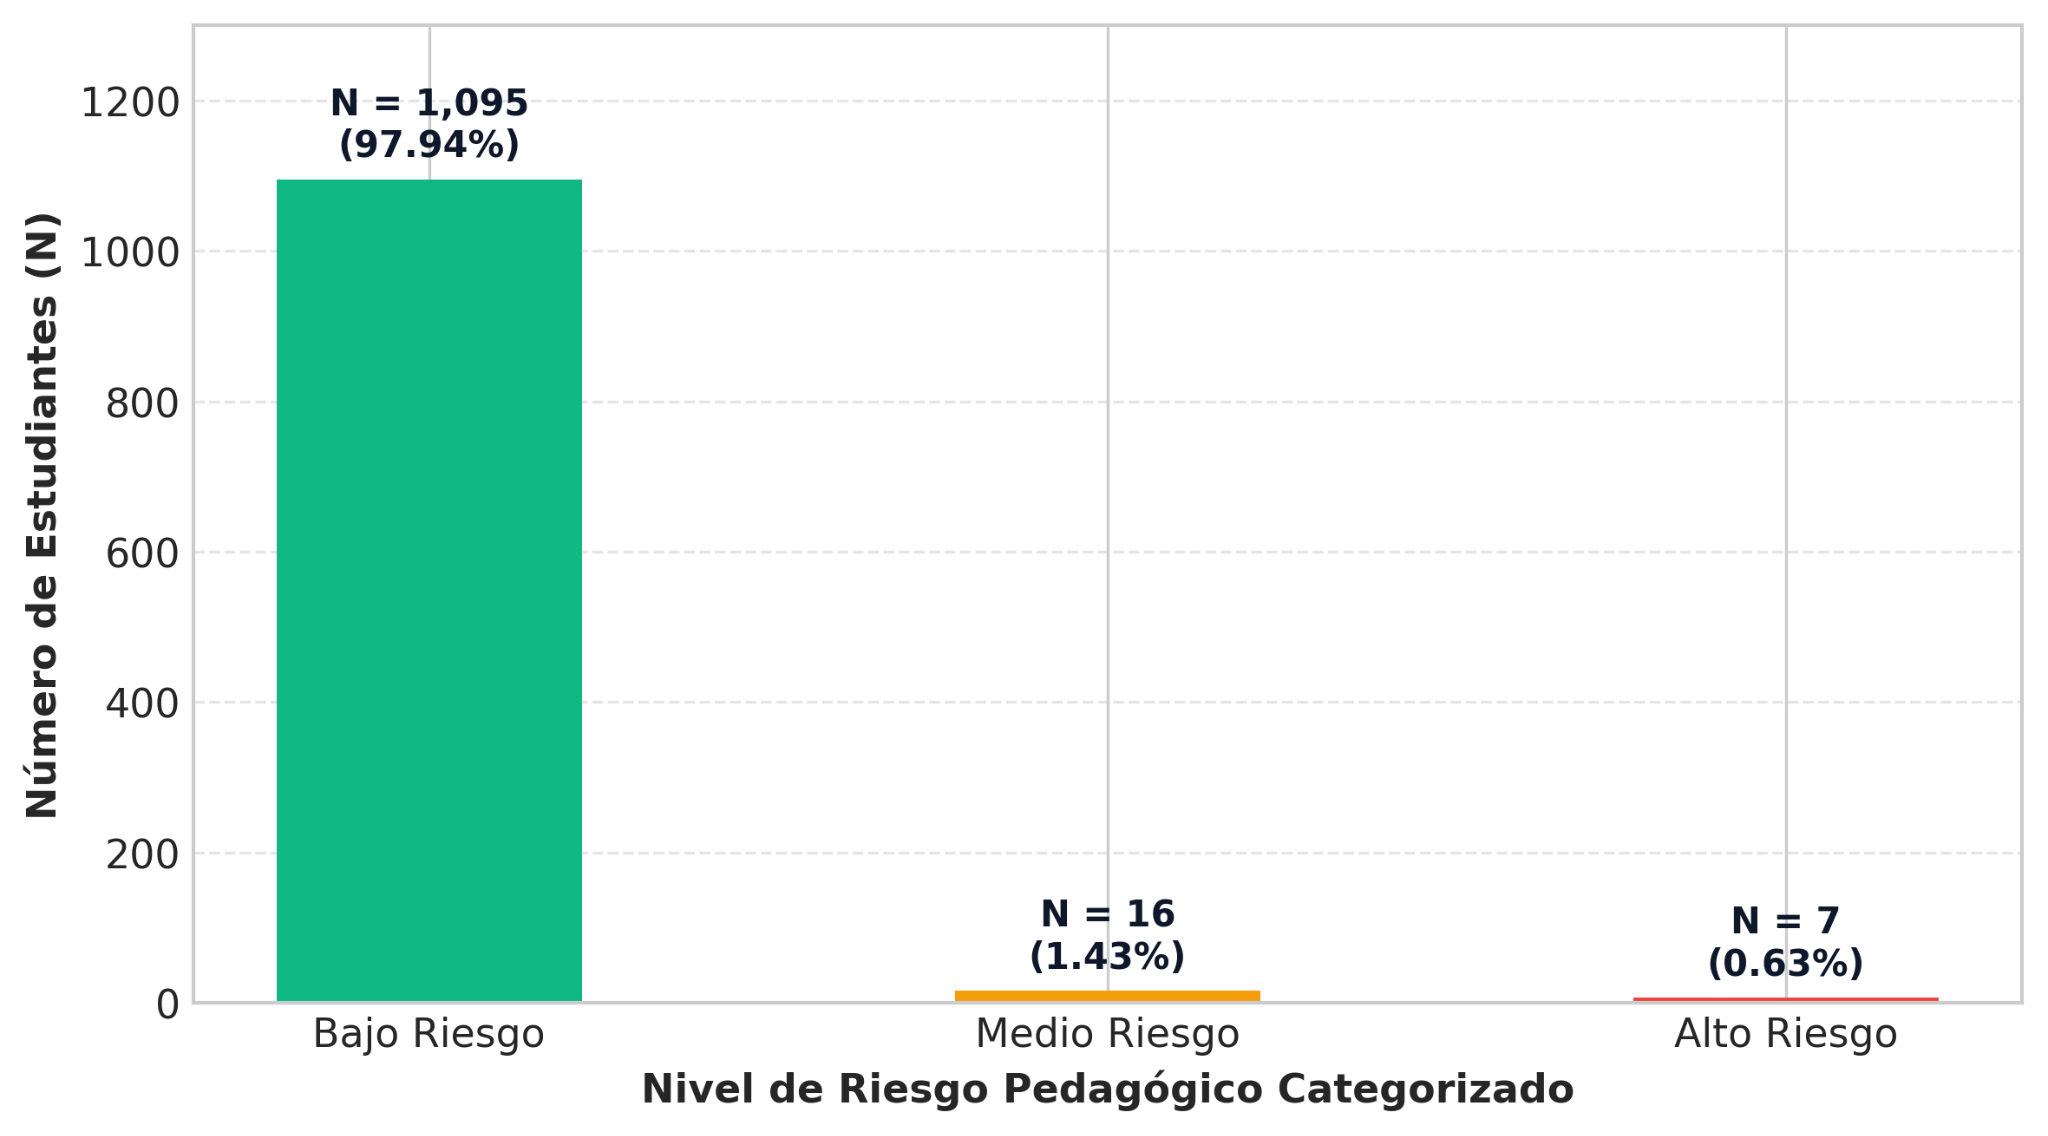 N = 1,095
(97.94%)
N = 16
(1.43%)
N = 7
(0.63%)
1200
1000
800
600
400
200
0
Número de Estudiantes (N)
Bajo Riesgo
Medio Riesgo
Alto Riesgo
Nivel de Riesgo Pedagógico Categorizado